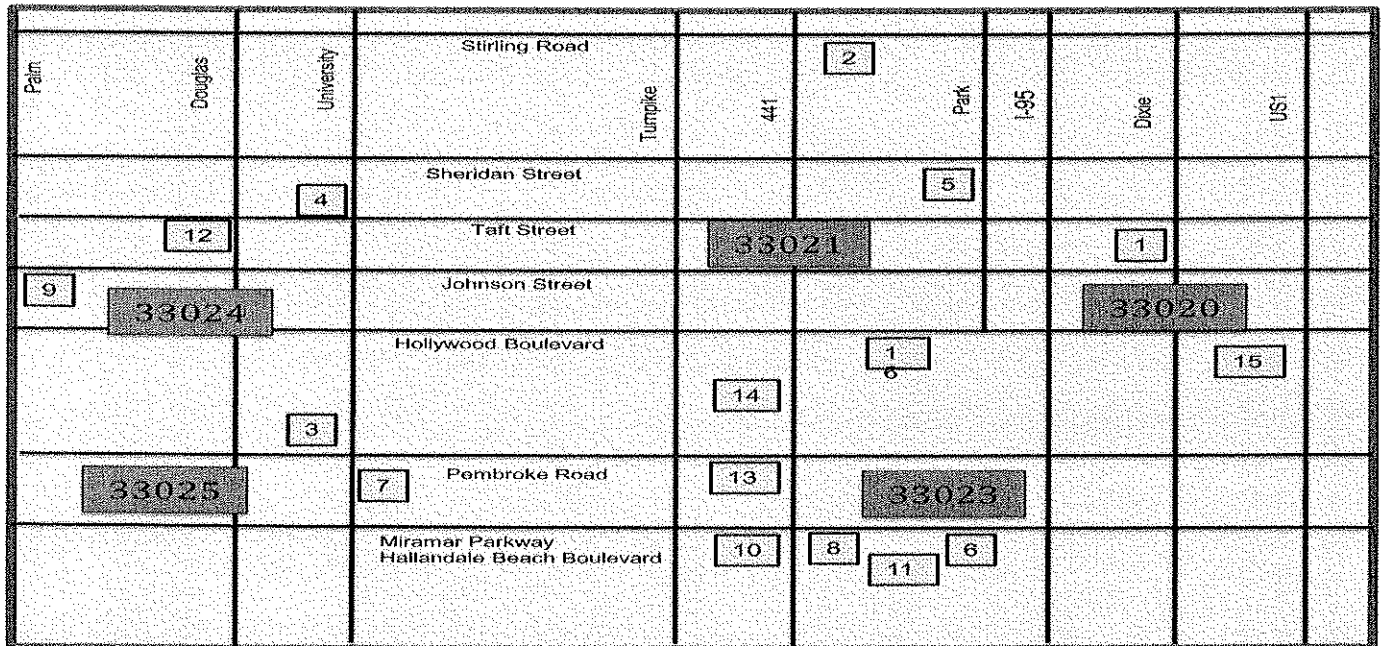 Stirling Road
2
Palm
Douglas
University
Turnpike
441
Park
I-95
Dixie
US1
Sheridan Street
4
5
Taft Street
12
33021
1
Johnson Street
9
33024
33020
Hollywood Boulevard
1
6
15
14
3
Pembroke Road
33025
7
13
33023
Miramar Parkway
Hallandale Beach Boulevard
10
8
11
6